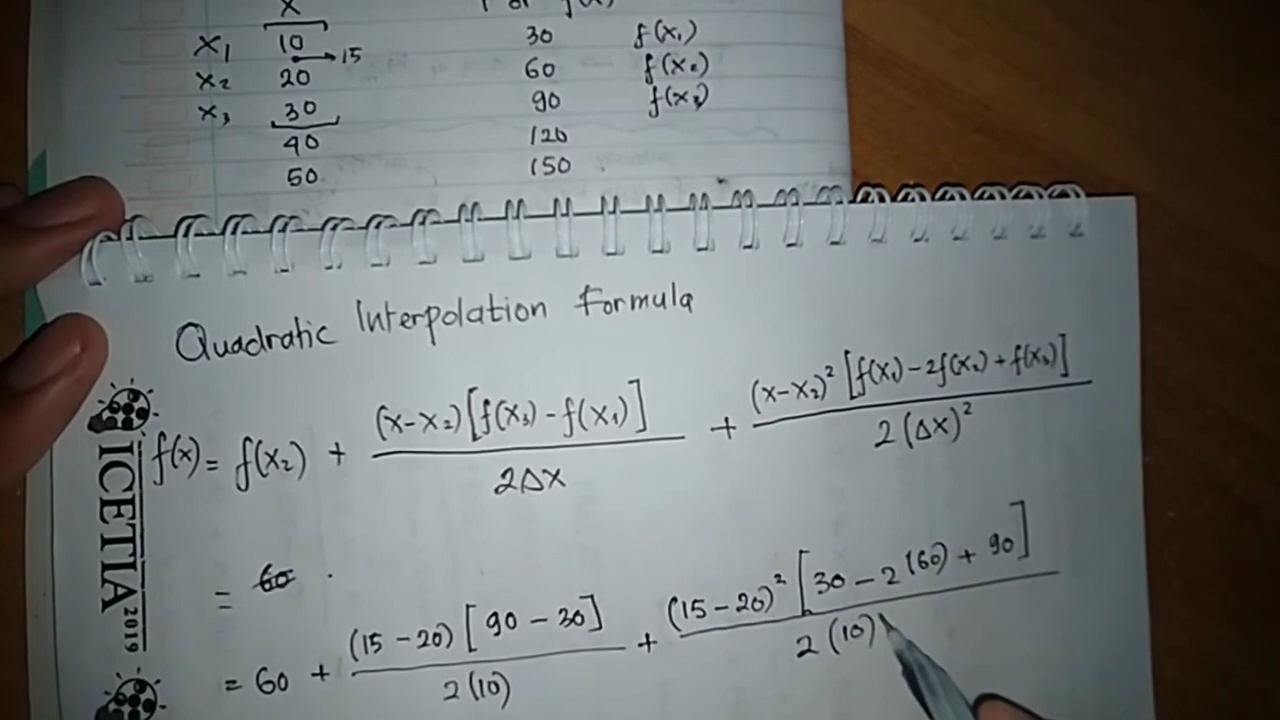 X
X₁ 10 → 15 30 f(x₁)
X₂ 20 60 f(x₂)
X₃ 30 90 f(x₃)
40 120
50 150
Quadratic Interpolation Formula
f(x) = f(x₂) + (x-x₂)[f(x₃) - f(x₁)] / 2Δx + (x-x₂)² [f(x₁) - 2f(x₂) + f(x₃)] / 2(Δx)²
= 60
= 60 + (15-20)[90-30] / 2(10) + (15-20)² [30-2(60)+90] / 2(10)
ICETIA 2019